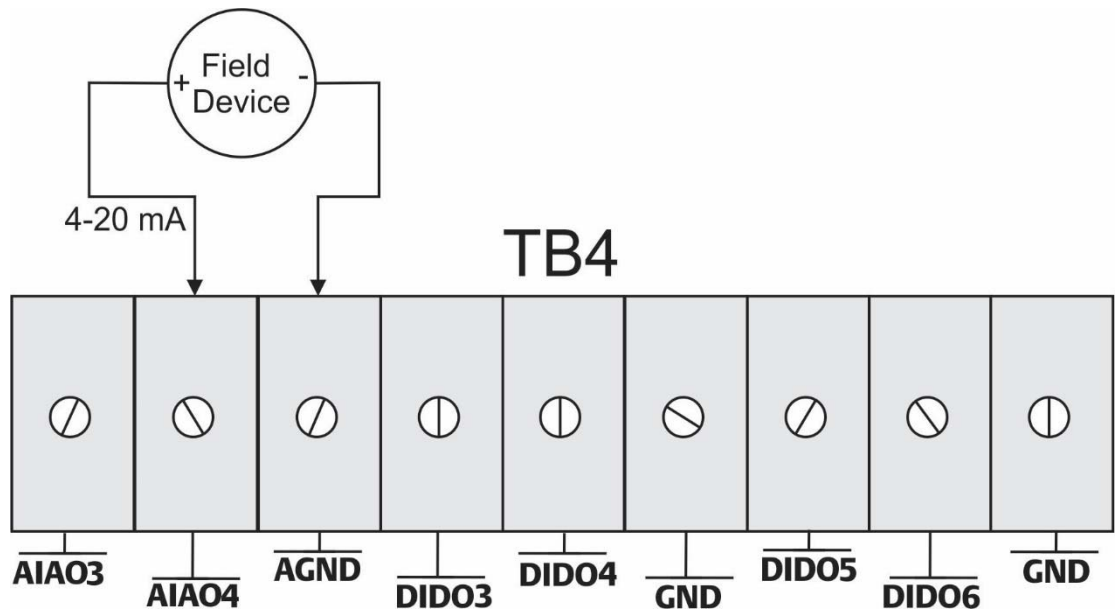 + Field -
Device
4-20 mA
TB4
AIAO3
AIAO4
AGND
DIDO3
DIDO4
GND
DIDO5
DIDO6
GND